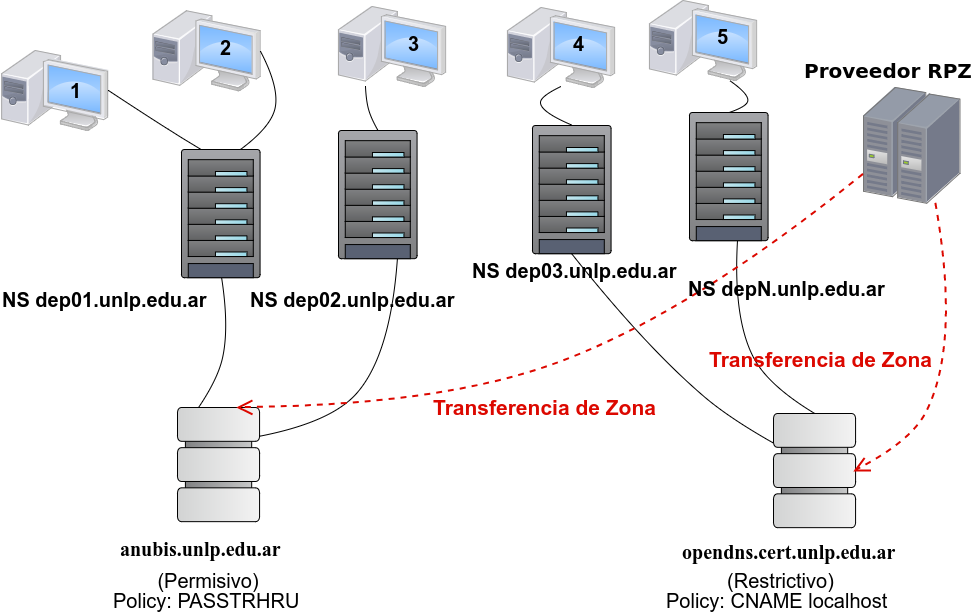 1
2
3
4
5
Proveedor RPZ
NS dep01.unlp.edu.ar
NS dep02.unlp.edu.ar
NS dep03.unlp.edu.ar
NS depN.unlp.edu.ar
Transferencia de Zona
Transferencia de Zona
anubis.unlp.edu.ar
(Permisivo)
Policy: PASSTRHRU
opendns.cert.unlp.edu.ar
(Restrictivo)
Policy: CNAME localhost